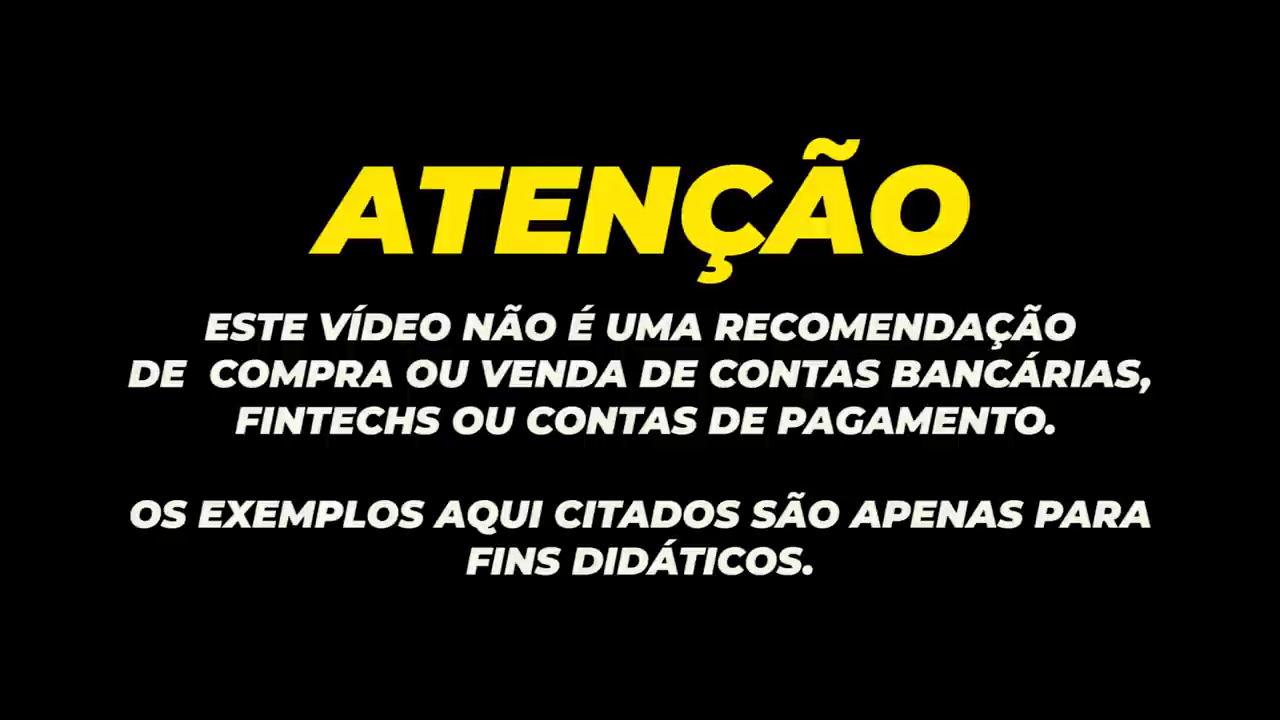 ATENÇÃO
ESTE VÍDEO NÃO É UMA RECOMENDAÇÃO
DE COMPRA OU VENDA DE CONTAS BANCÁRIAS,
FINTECHS OU CONTAS DE PAGAMENTO.
OS EXEMPLOS AQUI CITADOS SÃO APENAS PARA
FINS DIDÁTICOS.